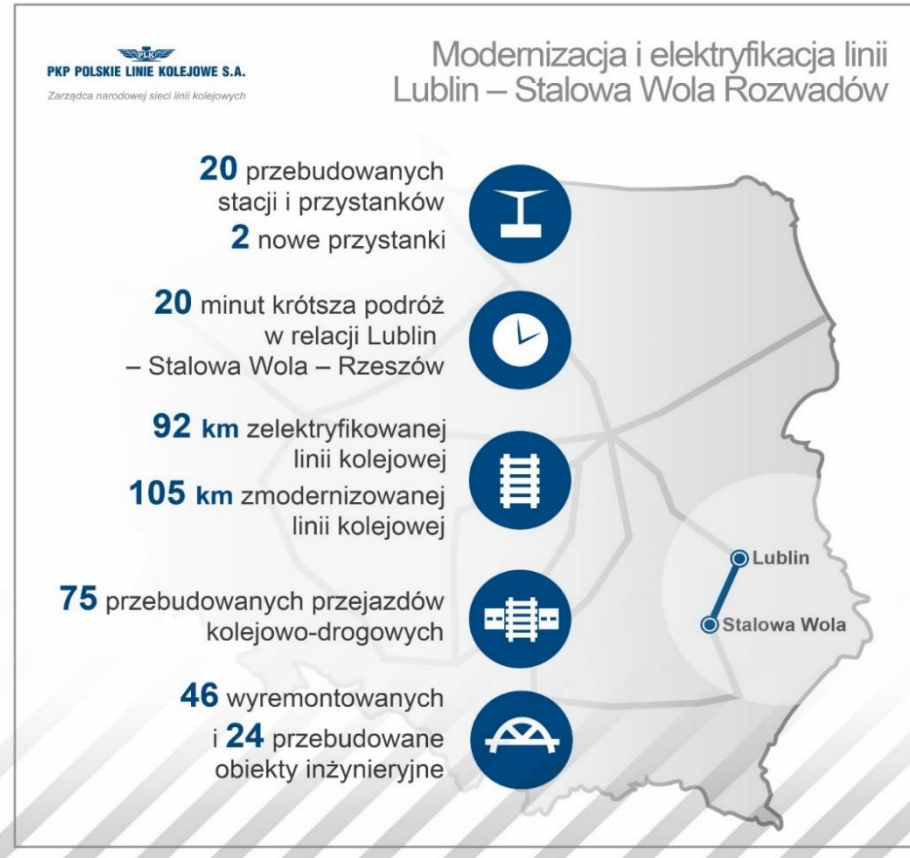 PLK
PKP POLSKIE LINIE KOLEJOWE S.A.
Zarządca narodowej sieci linii kolejowych
Modernizacja i elektryfikacja linii
Lublin – Stalowa Wola Rozwadów
20 przebudowanych
stacji i przystanków
2 nowe przystanki
20 minut krótsza podróż
w relacji Lublin
– Stalowa Wola – Rzeszów
92 km zelektryfikowanej
linii kolejowej
105 km zmodernizowanej
linii kolejowej
75 przebudowanych przejazdów
kolejowo-drogowych
46 wyremontowanych
i 24 przebudowane
obiekty inżynieryjne
Lublin
Stalowa Wola